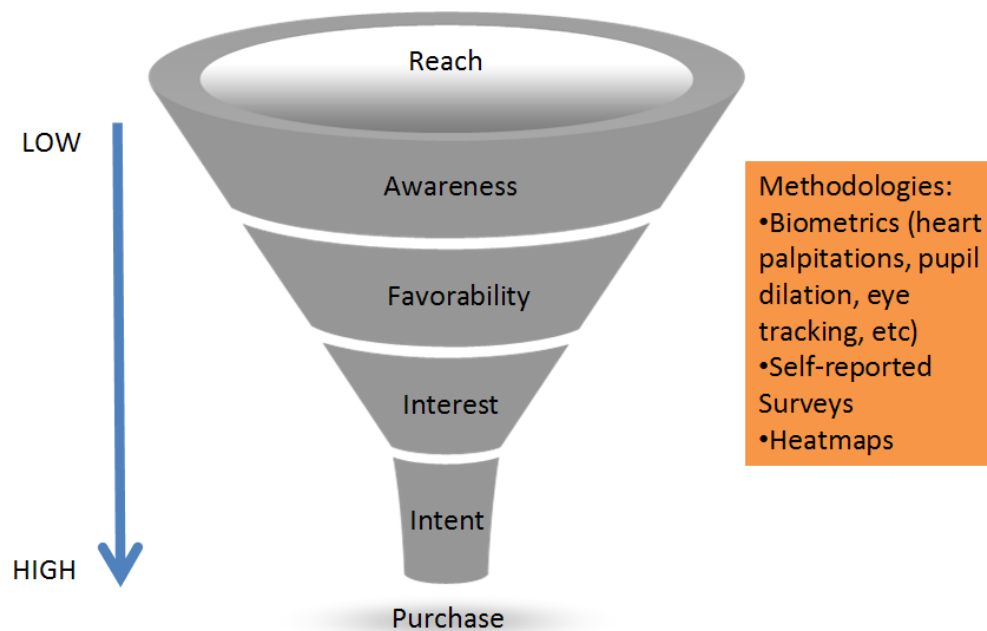 Reach
LOW
Awareness
Favorability
Interest
Intent
HIGH
Purchase
Methodologies:
•Biometrics (heart
palpitations, pupil
dilation, eye
tracking, etc)
•Self-reported
Surveys
•Heatmaps